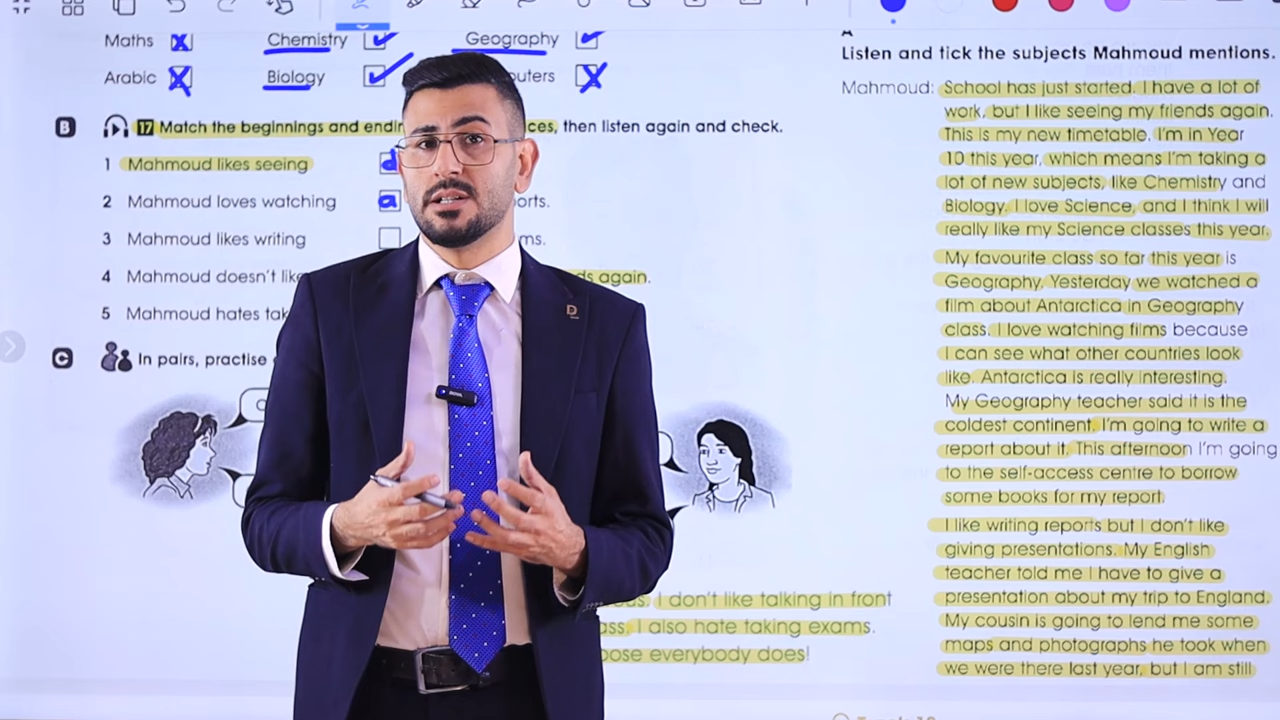 Maths Chemistry Geography
Arabic Biology
B 17 Match the beginnings and then listen again and check.
1 Mahmoud likes seeing d
2 Mahmoud loves watching a
3 Mahmoud likes writing
4 Mahmoud doesn't again.
5 Mahmoud hates
C In pairs, practise
I don't like talking in front
I also hate taking exams.
everybody does!
Listen and tick the subjects Mahmoud mentions.
Mahmoud: School has just started. I have a lot of
work, but I like seeing my friends again.
This is my new timetable. I'm in Year
10 this year, which means I'm taking a
lot of new subjects, like Chemistry and
Biology. I love Science, and I think I will
really like my Science classes this year.
My favourite class so far this year is
Geography. Yesterday we watched a
film about Antarctica in Geography
class. I love watching films because
I can see what other countries look
like. Antarctica is really interesting.
My Geography teacher said it is the
coldest continent. I'm going to write a
report about it. This afternoon I'm going
to the self-access centre to borrow
some books for my report.
I like writing reports but I don't like
giving presentations. My English
teacher told me I have to give a
presentation about my trip to England.
My cousin is going to lend me some
maps and photographs he took when
we were there last year, but I am still